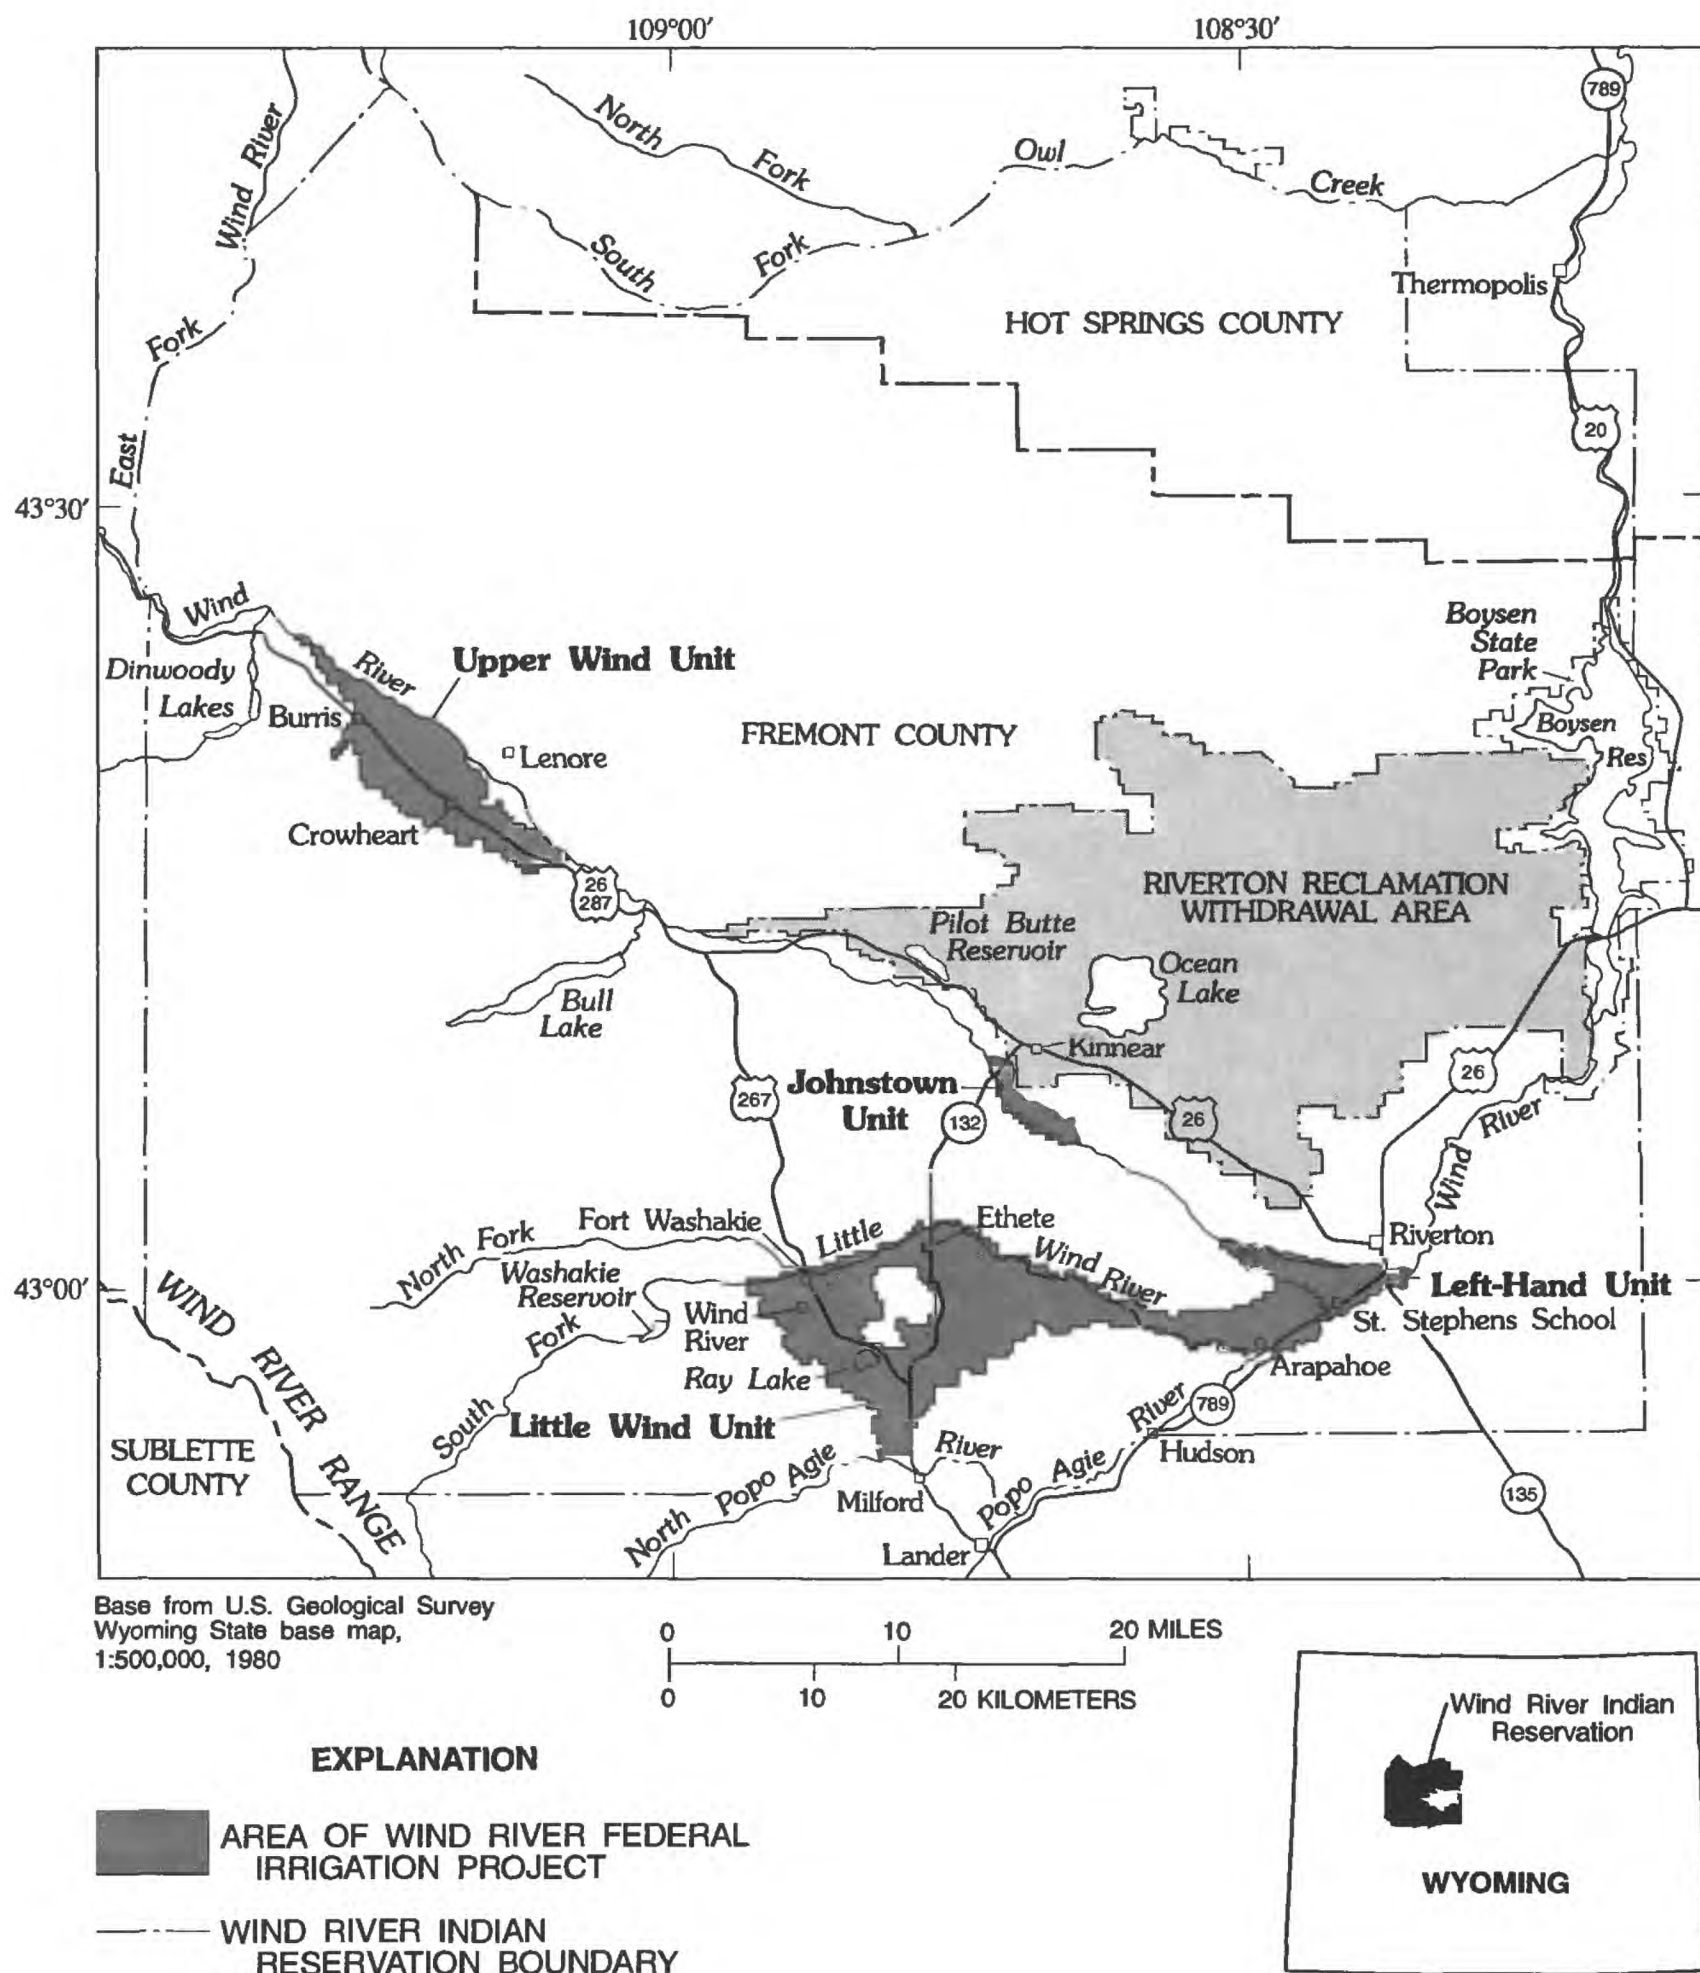 109°00′
108°30′
789
Wind River
North
Fork
Owl
Creek
South
Fork
Thermopolis
HOT SPRINGS COUNTY
Fork
East
20
43°30′
Wind
River
Upper Wind Unit
Dinwoody
Lakes
Burris
Lenore
FREMONT COUNTY
Boysen
State
Park
Boysen
Res
Crowheart
26
287
RIVERTON RECLAMATION
WITHDRAWAL AREA
Pilot Butte
Reservoir
Ocean
Lake
Bull
Lake
Kinnear
Johnstown
Unit
267
132
26
26
Wind River
Fort Washakie
Little
Ethete
Wind River
Riverton
North Fork
Washakie
Reservoir
43°00′
Left-Hand Unit
Wind
River
St. Stephens School
South Fork
Ray Lake
Arapahoe
WIND RIVER RANGE
Little Wind Unit
789
SUBLETTE
COUNTY
North Popo Agie River
Popo Agie River
Hudson
Milford
135
Lander
Base from U.S. Geological Survey
Wyoming State base map,
1:500,000, 1980
0 10 20 MILES
0 10 20 KILOMETERS
EXPLANATION
AREA OF WIND RIVER FEDERAL
IRRIGATION PROJECT
WIND RIVER INDIAN
RESERVATION BOUNDARY
Wind River Indian
Reservation
WYOMING